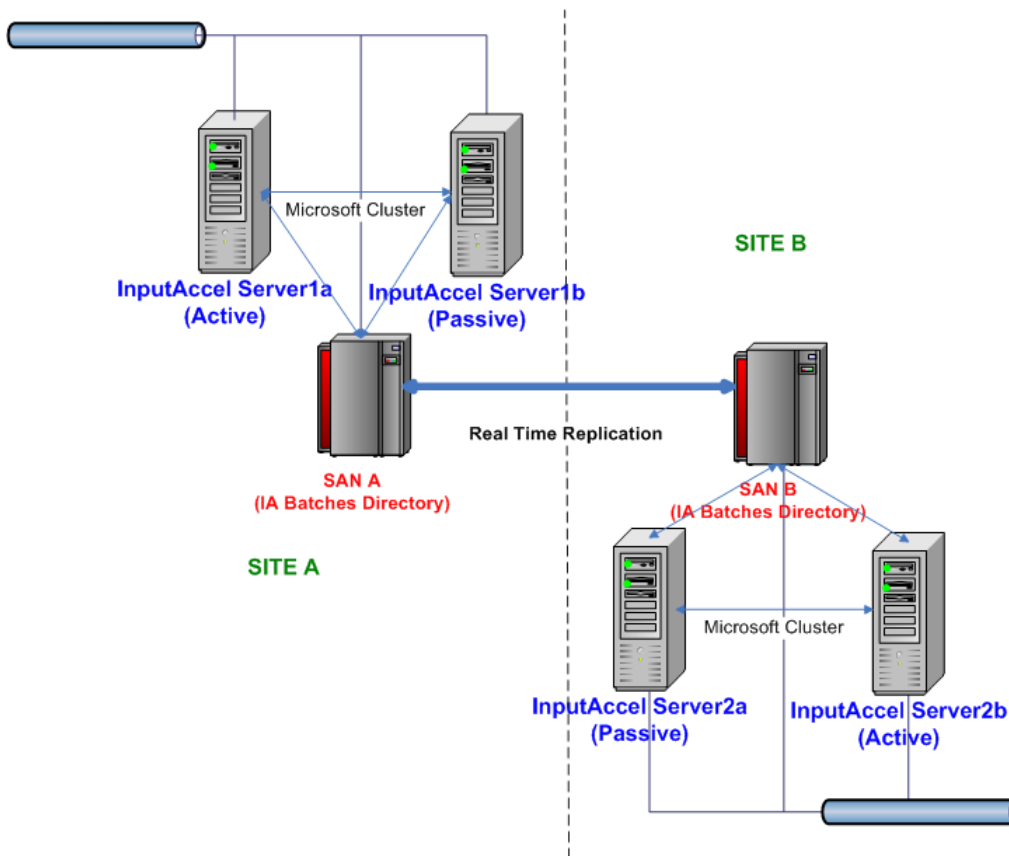 Microsoft Cluster
InputAccel Server1a
(Active)
InputAccel Server1b
(Passive)
SITE B
Real Time Replication
SAN A
(IA Batches Directory)
SAN B
(IA Batches Directory)
SITE A
Microsoft Cluster
InputAccel Server2a
(Passive)
InputAccel Server2b
(Active)